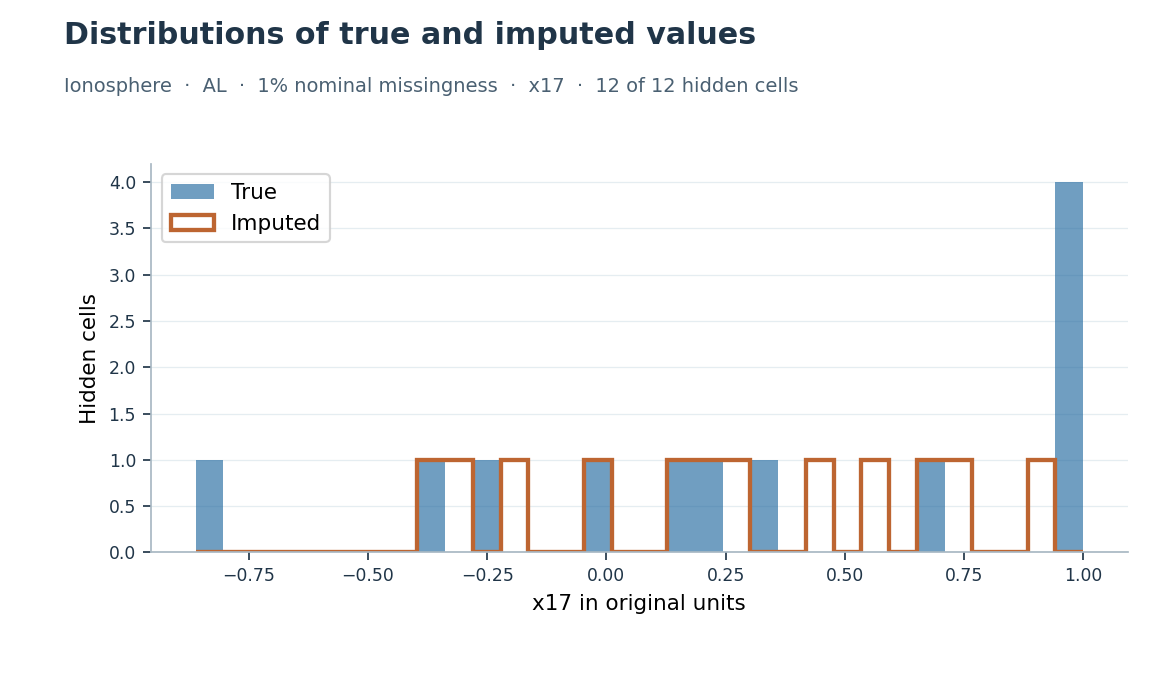 Distributions of true and imputed values
Ionosphere · AL · 1% nominal missingness · x17 · 12 of 12 hidden cells
True
Imputed
Hidden cells
4.0
3.5
3.0
2.5
2.0
1.5
1.0
0.5
0.0
−0.75 −0.50 −0.25 0.00 0.25 0.50 0.75 1.00
x17 in original units